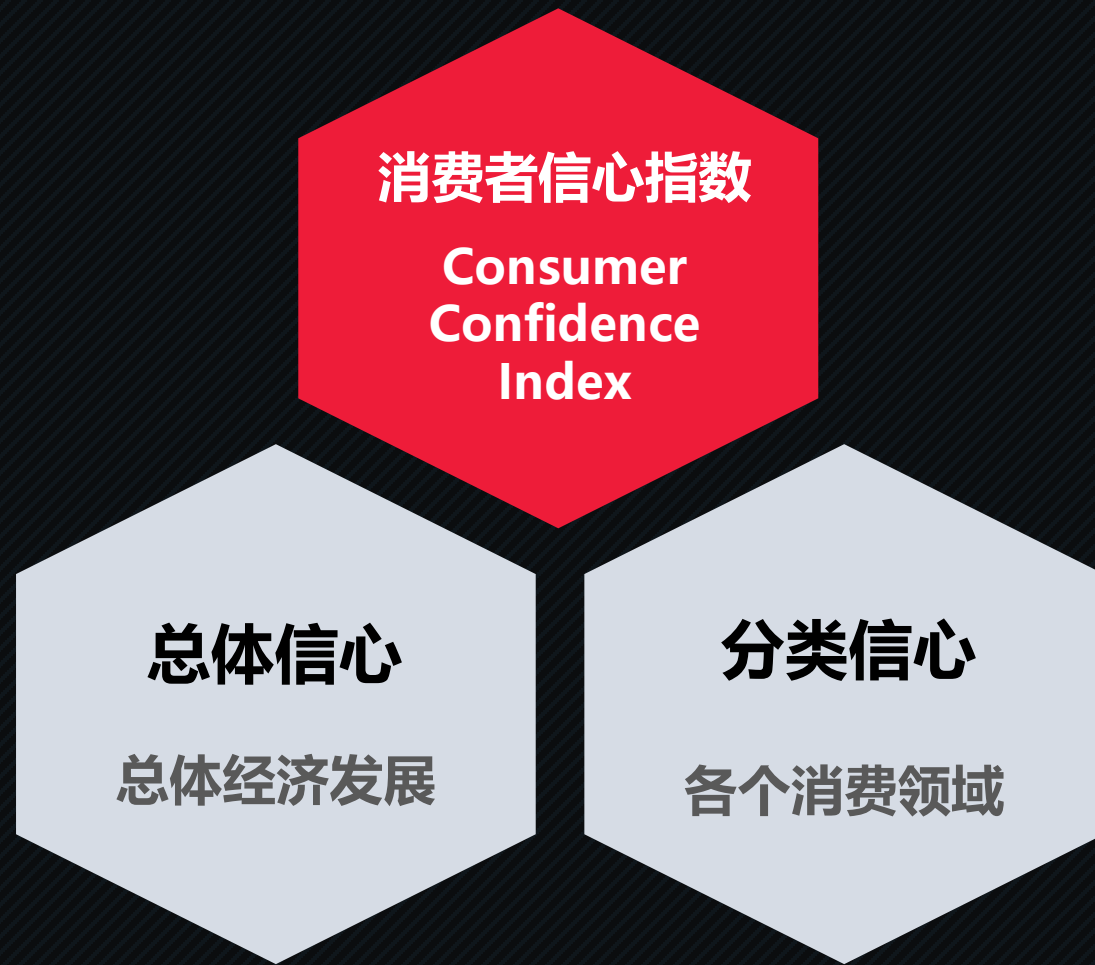 消费者信心指数
Consumer
Confidence
Index
总体信心
总体经济发展
分类信心
各个消费领域